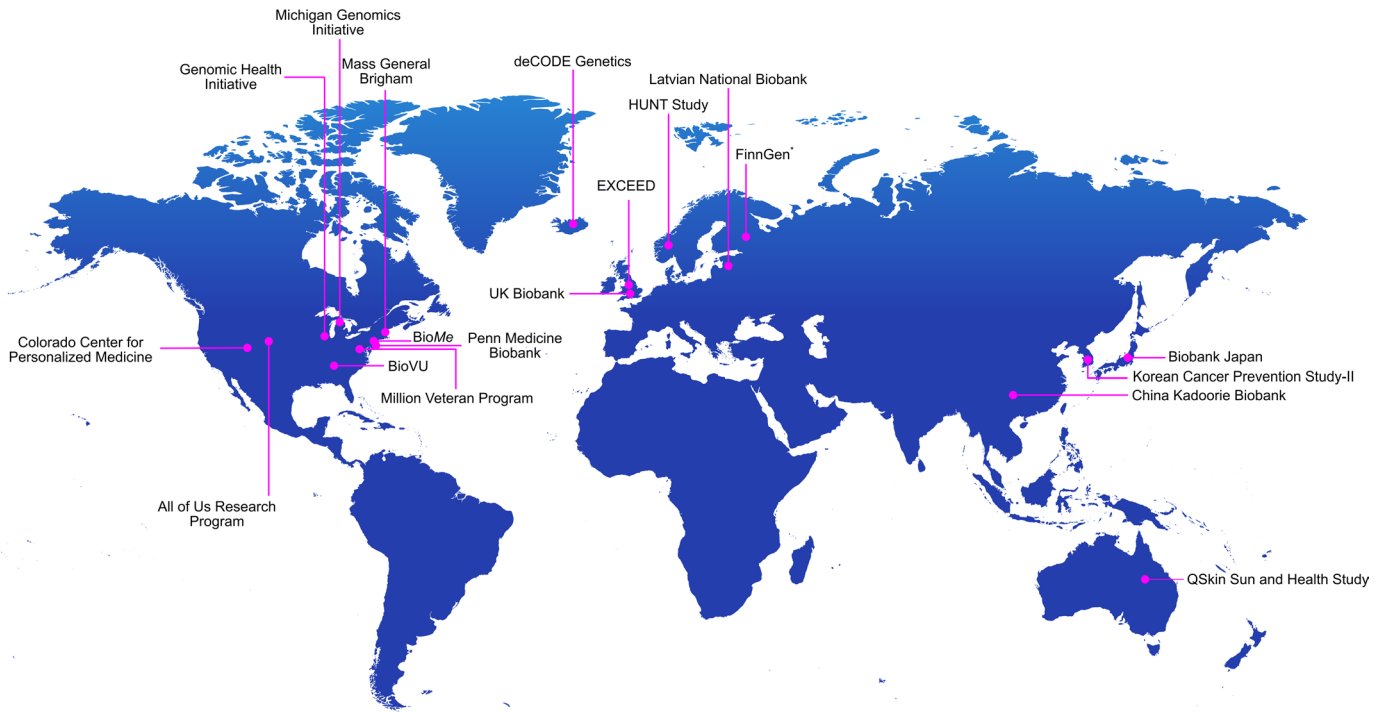 Michigan Genomics
Initiative
Genomic Health
Initiative
Mass General
Brigham
deCODE Genetics
Latvian National Biobank
HUNT Study
FinnGen*
EXCEED
UK Biobank
Colorado Center for
Personalized Medicine
BioMe
Penn Medicine
Biobank
BioVU
Million Veteran Program
All of Us Research
Program
Biobank Japan
Korean Cancer Prevention Study-II
China Kadoorie Biobank
QSkin Sun and Health Study